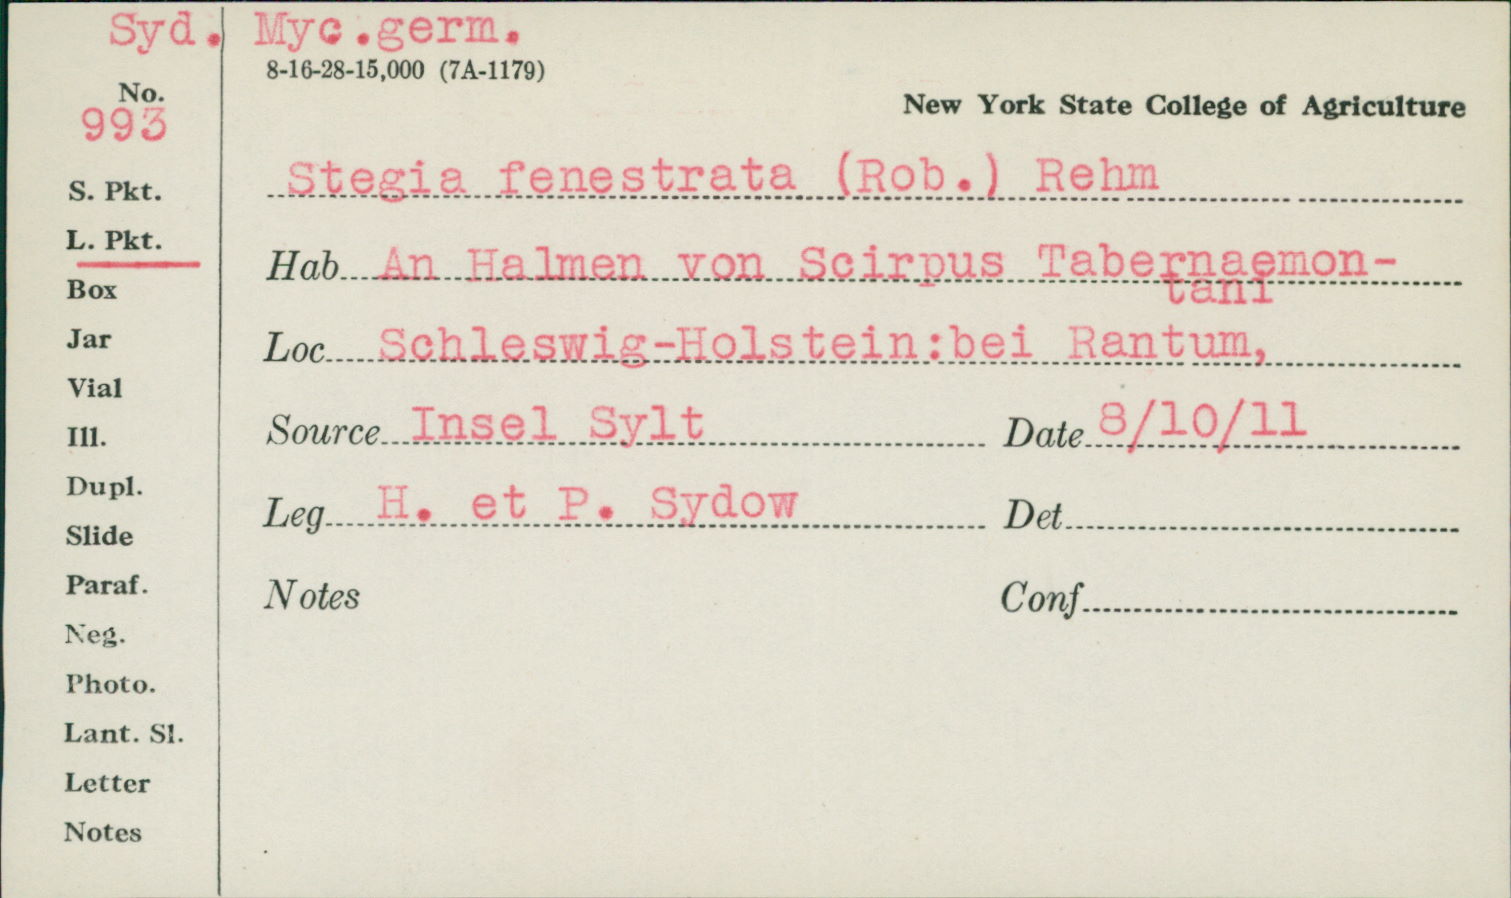 Syd. Myc.germ.
8-16-28-15,000 (7A-1179)
No.
993
New York State College of Agriculture
S. Pkt.
Stegia fenestrata (Rob.) Rehm
L. Pkt.
Hab An Halmen von Scirpus Tabernaemon-
tani
Box
Jar
Loc Schleswig-Holstein:bei Rantum,
Vial
Ill.
Source Insel Sylt Date 8/10/11
Dupl.
Leg H. et P. Sydow Det
Slide
Paraf.
Notes Conf
Neg.
Photo.
Lant. Sl.
Letter
Notes